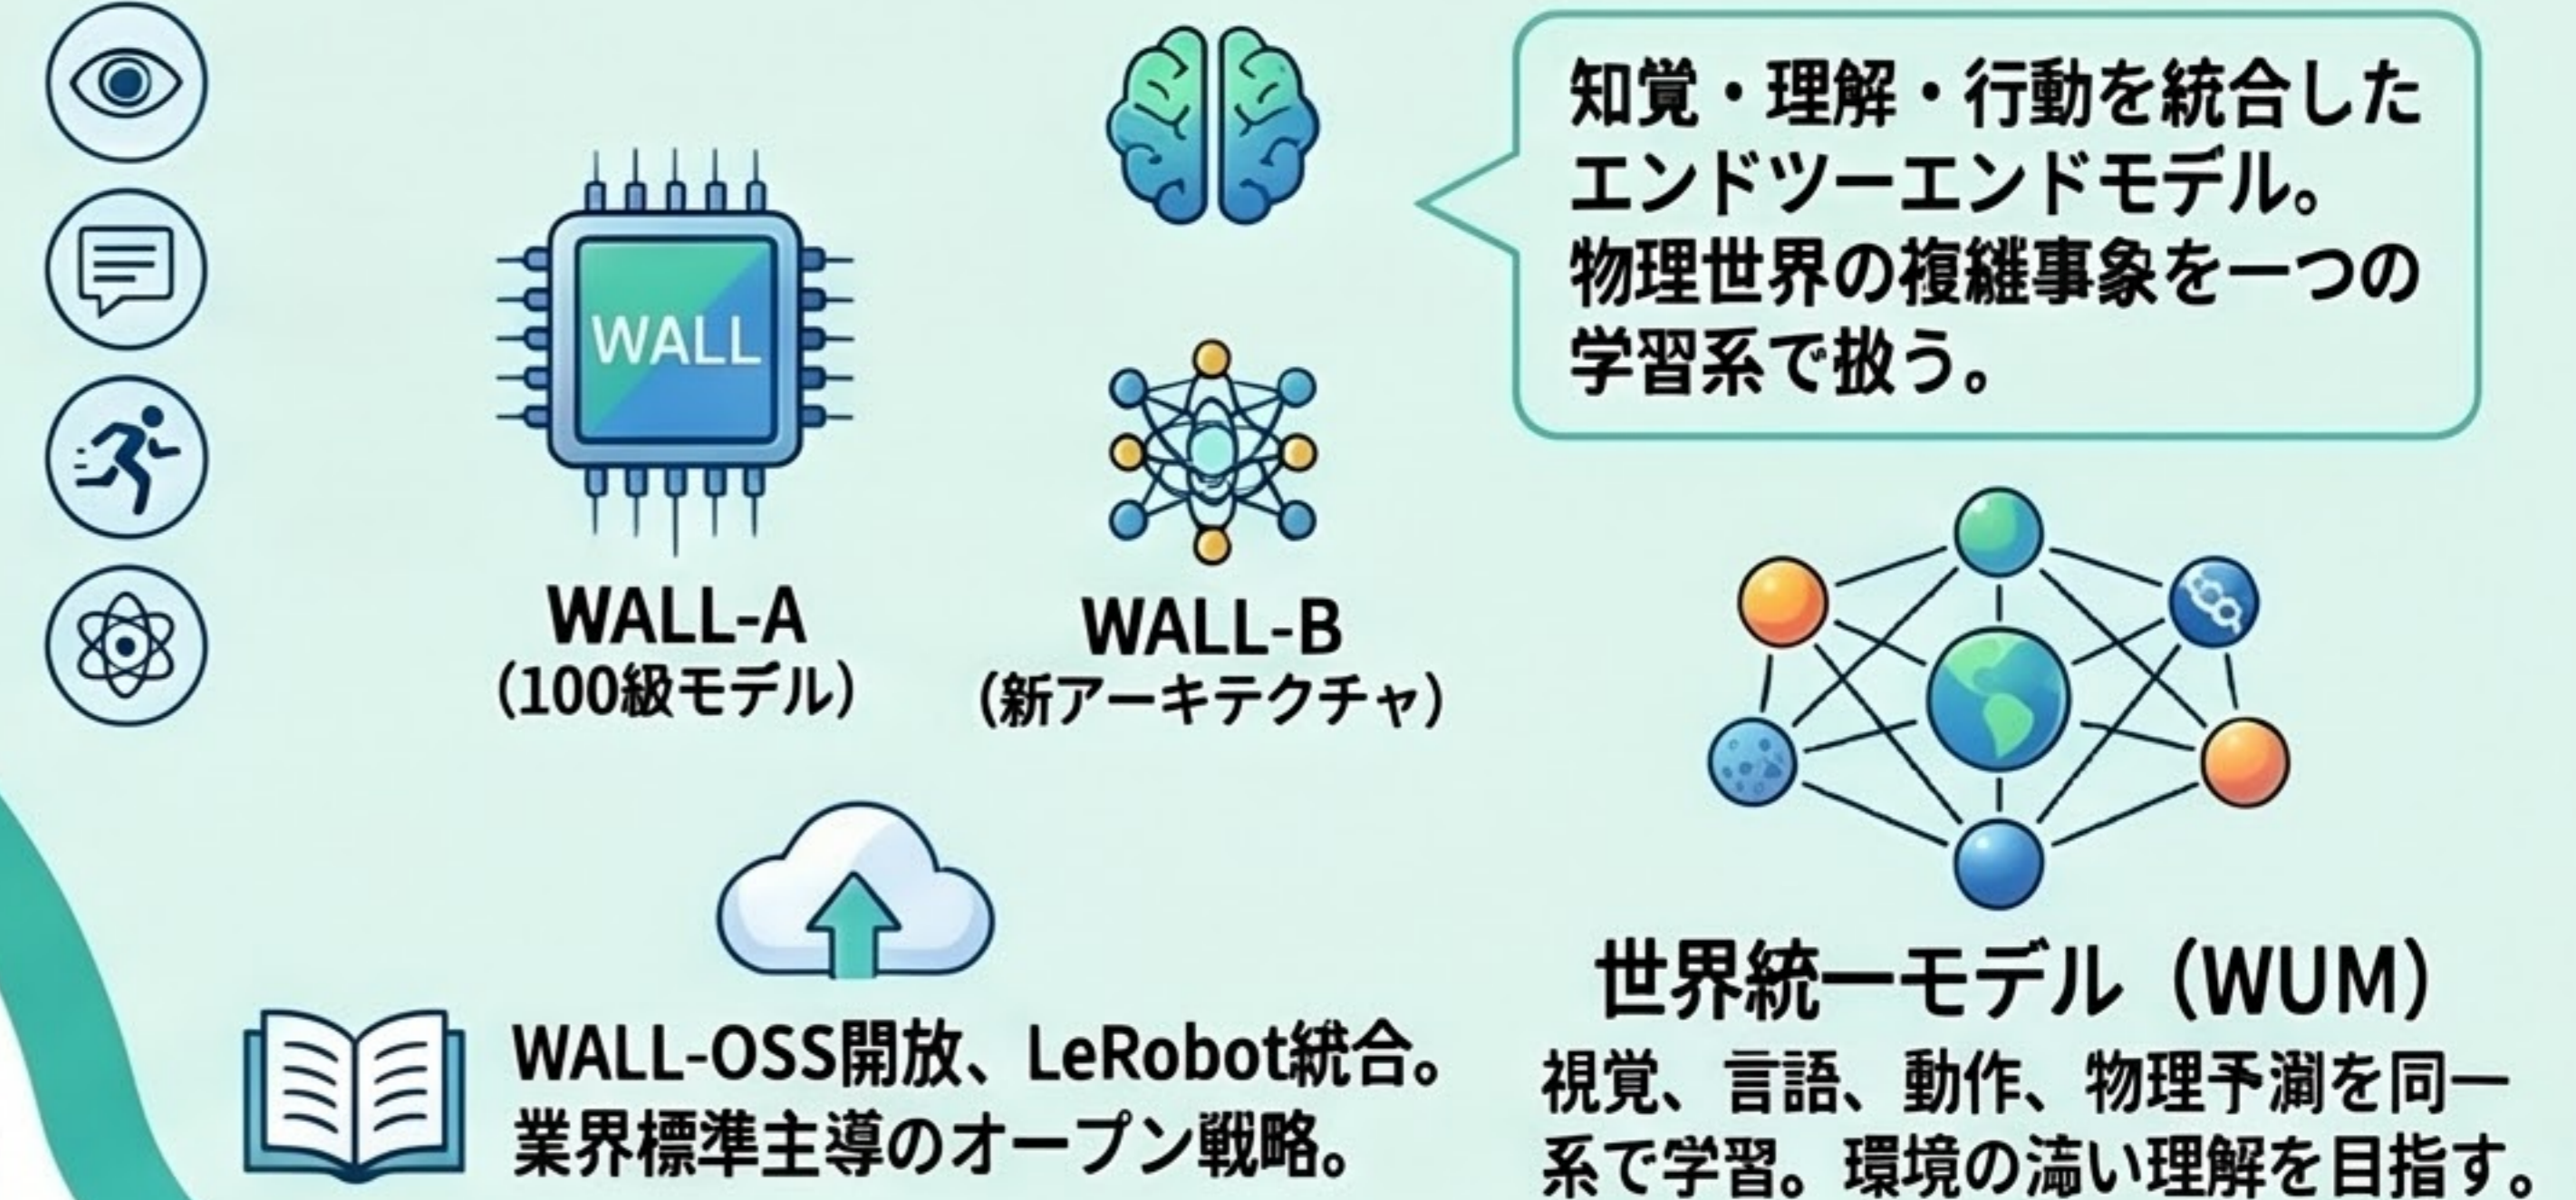 知覚・理解・行動を統合した
エンドツーエンドモデル。
物理世界の複事象を一つの
学習系で扱う。
WALL
WALL-A
(100級モデル)
WALL-B
(新アーキテクチャ)
世界統一モデル（WUM）
視覚、言語、動作、物理予を同一
系で学習。環境のい理解を目指す。
WALL-OSS開放、LeRobot統合。
業界標準主導のオープン戦略。